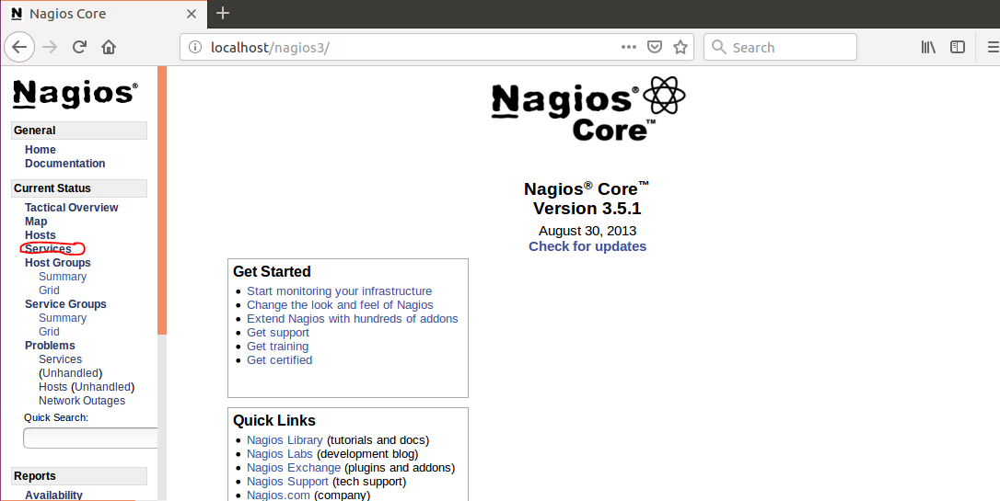 Nagios Core
localhost/nagios3/
Search
Nagios®
General
Home
Documentation
Current Status
Tactical Overview
Map
Hosts
Services
Host Groups
Summary
Grid
Service Groups
Summary
Grid
Problems
Services
(Unhandled)
Hosts (Unhandled)
Network Outages
Quick Search:
Reports
Availability
Nagios®
Core™
Nagios® Core™
Version 3.5.1
August 30, 2013
Check for updates
Get Started
Start monitoring your infrastructure
Change the look and feel of Nagios
Extend Nagios with hundreds of addons
Get support
Get training
Get certified
Quick Links
Nagios Library (tutorials and docs)
Nagios Labs (development blog)
Nagios Exchange (plugins and addons)
Nagios Support (tech support)
Nagios.com (company)